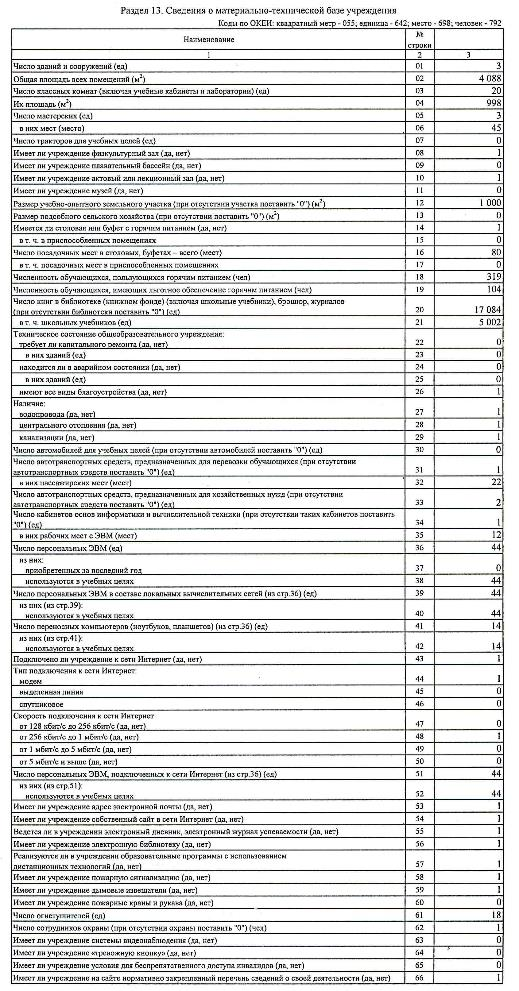 Раздел 13. Сведения о материально-технической базе учреждения
Коды по ОКЕИ: квадратный метр - 055; единица - 642; место - 698; человек - 792
Наименование № строки
1 2 3
Число зданий и сооружений (ед) 01 3
Общая площадь всех помещений (м²) 02 4 088
Число классных комнат (включая учебные кабинеты и лаборатории) (ед) 03 20
Их площадь (м²) 04 998
Число мастерских (ед) 05 3
в них мест (место) 06 45
Число тракторов для учебных целей (ед) 07 0
Имеет ли учреждение физкультурный зал (да, нет) 08 1
Имеет ли учреждение плавательный бассейн (да, нет) 09 0
Имеет ли учреждение актовый или лекционный зал (да, нет) 10 1
Имеет ли учреждение музей (да, нет) 11 0
Размер учебно-опытного земельного участка (при отсутствии участка поставить "0") (м²) 12 1 000
Размер подсобного сельского хозяйства (при отсутствии поставить "0") (м²) 13 0
Имеется ли столовая или буфет с горячим питанием (да, нет) 14 1
в т. ч. в приспособленных помещениях 15 0
Число посадочных мест в столовых, буфетах – всего (мест) 16 80
в т. ч. посадочных мест в приспособленных помещениях 17 0
Численность обучающихся, пользующихся горячим питанием (чел) 18 319
Численность обучающихся, имеющих льготное обеспечение горячим питанием (чел) 19 104
Число книг в библиотеке (книжном фонде) (включая школьные учебники), брошюр, журналов
(при отсутствии библиотеки поставить "0") (ед) 20 17 084
в т. ч. школьных учебников (ед) 21 5 002
Техническое состояние общеобразовательного учреждения:
требует ли капитального ремонта (да, нет) 22 0
в них зданий (ед) 23 0
находится ли в аварийном состоянии (да, нет) 24 0
в них зданий (ед) 25 0
имеют все виды благоустройства (да, нет) 26 1
Наличие:
водопровода (да, нет) 27 1
центрального отопления (да, нет) 28 1
канализации (да, нет) 29 1
Число автомобилей для учебных целей (при отсутствии автомобилей поставить "0") (ед) 30 0
Число автотранспортных средств, предназначенных для перевозки обучающихся (при отсутствии
автотранспортных средств поставить "0") (ед) 31 1
в них пассажирских мест (мест) 32 22
Число автотранспортных средств, предназначенных для хозяйственных нужд (при отсутствии
автотранспортных средств поставить "0") (ед) 33 2
Число кабинетов основ информатики и вычислительной техники (при отсутствии таких кабинетов поставить
"0") (ед) 34 1
в них рабочих мест с ЭВМ (мест) 35 12
Число персональных ЭВМ (ед) 36 44
из них:
приобретенных за последний год 37 0
используются в учебных целях 38 44
Число персональных ЭВМ в составе локальных вычислительных сетей (из стр.36) (ед) 39 44
из них (из стр.39):
используются в учебных целях 40 44
Число переносных компьютеров (ноутбуков, планшетов) (из стр.36) (ед) 41 14
из них (из стр.41):
используются в учебных целях 42 14
Подключено ли учреждение к сети Интернет (да, нет) 43 1
Тип подключения к сети Интернет:
модем 44 1
выделенная линия 45 0
спутниковое 46 0
Скорость подключения к сети Интернет
от 128 кбит/с до 256 кбит/с (да, нет) 47 0
от 256 кбит/с до 1 мбит/с (да, нет) 48 1
от 1 мбит/с до 5 мбит/с (да, нет) 49 0
от 5 мбит/с и выше (да, нет) 50 0
Число персональных ЭВМ, подключенных к сети Интернет (из стр.36) (ед) 51 44
из них (из стр.51):
используются в учебных целях 52 44
Имеет ли учреждение адрес электронной почты (да, нет) 53 1
Имеет ли учреждение собственный сайт в сети Интернет (да, нет) 54 1
Ведется ли в учреждении электронный дневник, электронный журнал успеваемости (да, нет) 55 1
Имеет ли учреждение электронную библиотеку (да, нет) 56 1
Реализуются ли в учреждении образовательные программы с использованием
дистанционных технологий (да, нет) 57 1
Имеет ли учреждение пожарную сигнализацию (да, нет) 58 1
Имеет ли учреждение дымовые извещатели (да, нет) 59 1
Имеет ли учреждение пожарные краны и рукава (да, нет) 60 0
Число огнетушителей (ед) 61 18
Число сотрудников охраны (при отсутствии охраны поставить "0") (чел) 62 1
Имеет ли учреждение системы видеонаблюдения (да, нет) 63 0
Имеет ли учреждение «тревожную кнопку» (да, нет) 64 0
Имеет ли учреждение условия для беспрепятственного доступа инвалидов (да, нет) 65 0
Имеет ли учреждение на сайте нормативно закрепленный перечень сведений о своей деятельности (да, нет) 66 1